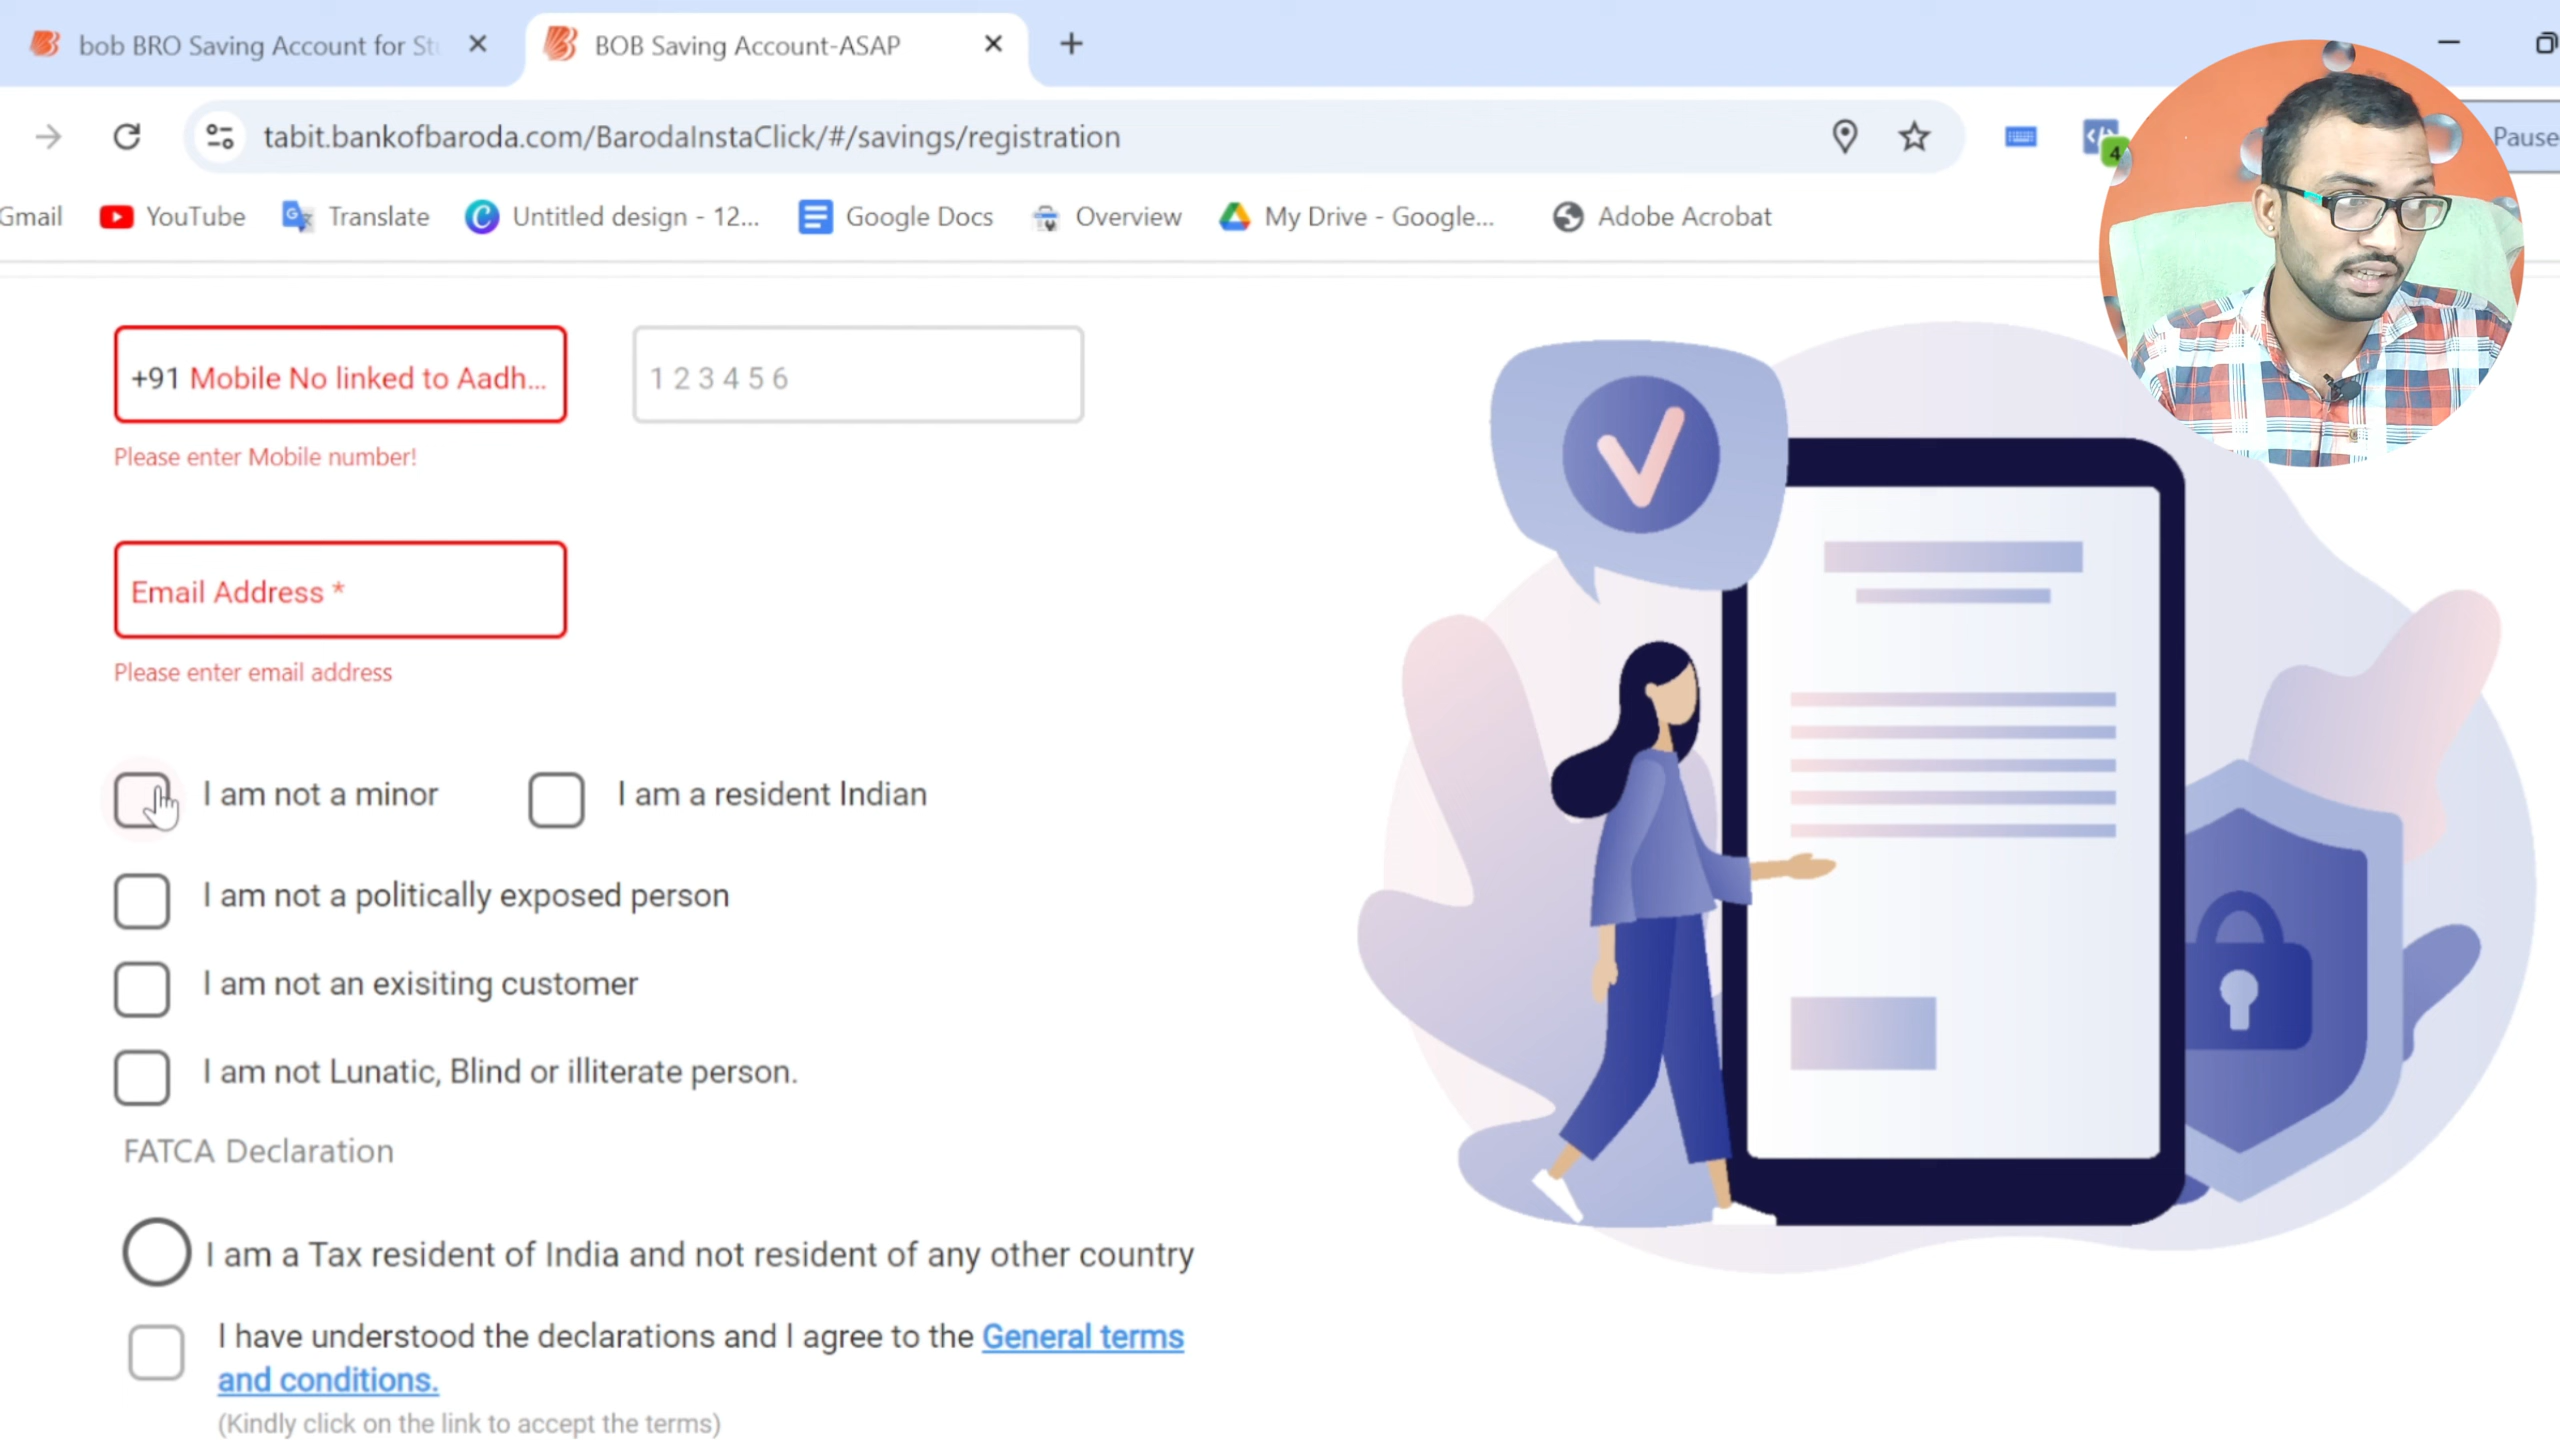 bob BRO Saving Account for Stu
BOB Saving Account-ASAP
tabit.bankofbaroda.com/BarodaInstaClick/#/savings/registration
4
Pause
Gmail
YouTube
Translate
Untitled design - 12...
Google Docs
Overview
My Drive - Google...
Adobe Acrobat
+91 Mobile No linked to Aadh...
1 2 3 4 5 6
Please enter Mobile number!
Email Address *
Please enter email address
I am not a minor
I am a resident Indian
I am not a politically exposed person
I am not an exisiting customer
I am not Lunatic, Blind or illiterate person.
FATCA Declaration
I am a Tax resident of India and not resident of any other country
I have understood the declarations and I agree to the General terms
and conditions.
(Kindly click on the link to accept the terms)